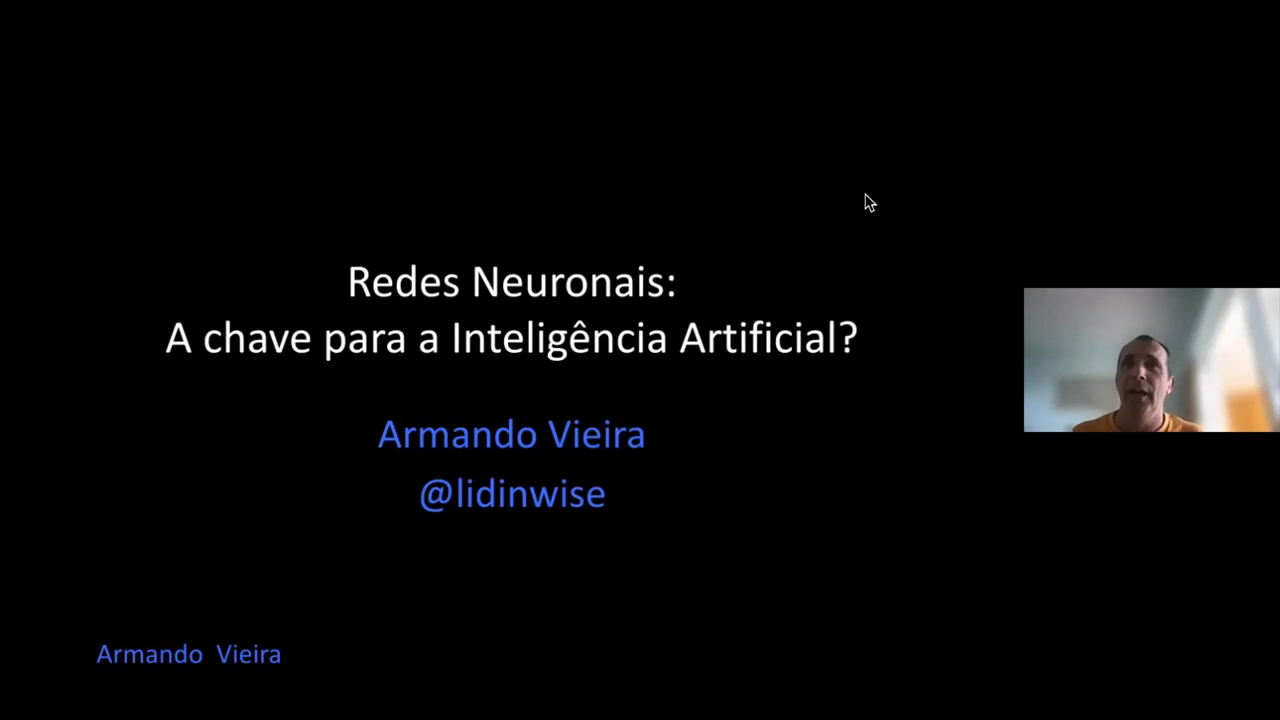 Redes Neuronais:
A chave para a Inteligência Artificial?
Armando Vieira
@lidinwise
Armando Vieira